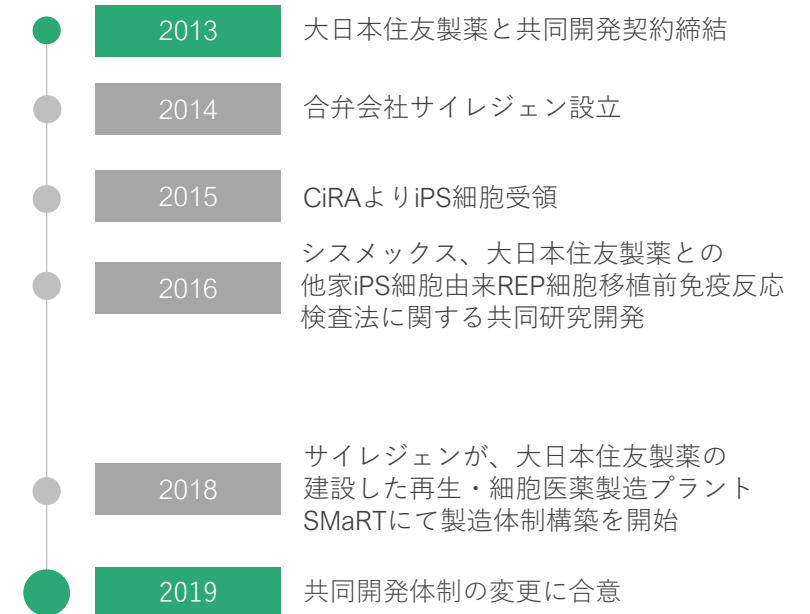 2013 大日本住友製薬と共同開発契約締結
2014 合弁会社サイレジェン設立
2015 CiRAよりiPS細胞受領
2016 シスメックス、大日本住友製薬との
他家iPS細胞由来REP細胞移植前免疫反応
検査法に関する共同研究開発
2018 サイレジェンが、大日本住友製薬の
建設した再生・細胞医薬製造プラント
SMaRTにて製造体制構築を開始
2019 共同開発体制の変更に合意